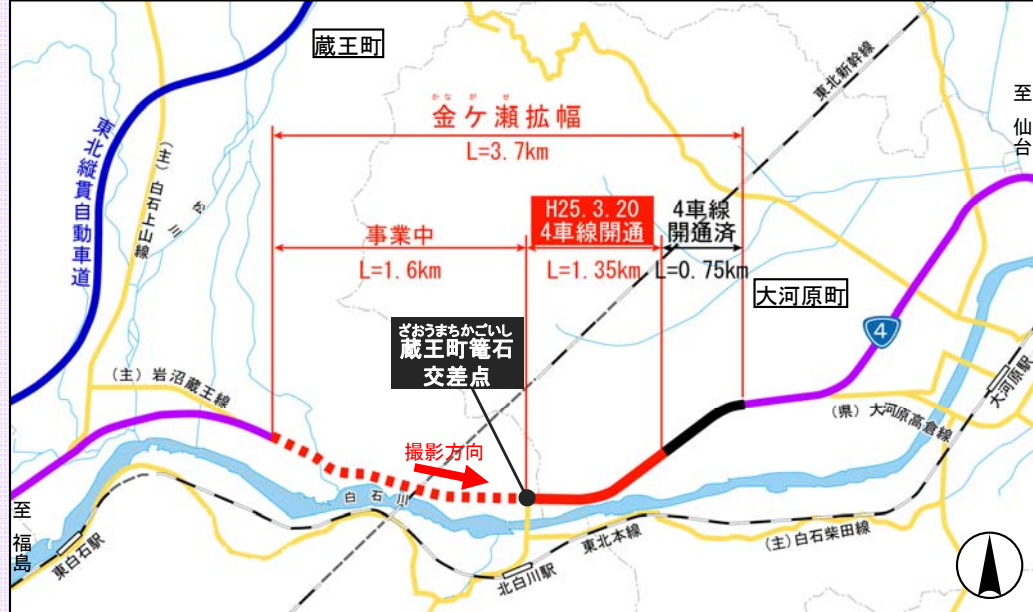 蔵王町
東北新幹線
至 仙台
かながせ
金ケ瀬拡幅
L=3.7km
東北縦貫自動車道
(主)白石上山線
松川
H25.3.20
4車線開通
4車線
開通済
事業中
L=1.6km
L=1.35km
L=0.75km
大河原町
4
ざおうまちかごいし
蔵王町篭石
交差点
(主)岩沼蔵王線
大河原駅
(県)大河原高倉線
撮影方向
白石川
至 福島
東白石駅
北白川駅
東北本線
(主)白石柴田線